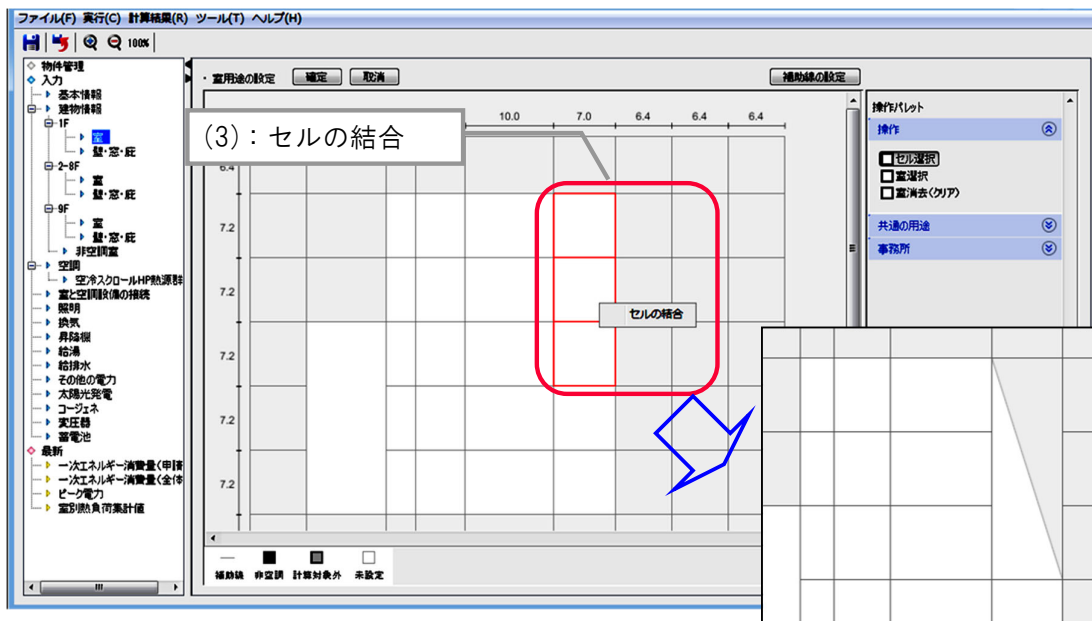 ファイル(F) 実行(C) 計算結果(R) ツール(T) ヘルプ(H)
100%
物件管理
入力
基本情報
建物情報
1F
室
壁・窓・庇
2-8F
室
壁・窓・庇
9F
室
壁・窓・庇
非空調室
空調
空冷スクロールHP熱源群
室と空調設備の接続
照明
換気
昇降機
給湯
給排水
その他の電力
太陽光発電
コージェネ
変圧器
蓄電池
最新
一次エネルギー消費量(申請
一次エネルギー消費量(全体
ピーク電力
室別熱負荷集計値
・室用途の設定 確定 取消 補助線の設定
(3)：セルの結合
10.0 7.0 6.4 6.4 6.4
6.4
7.2
7.2
7.2
7.2
7.2
セルの結合
補助線 非空調 計算対象外 未設定
操作パレット
操作
セル選択
室選択
室消去(クリア)
共通の用途
事務所